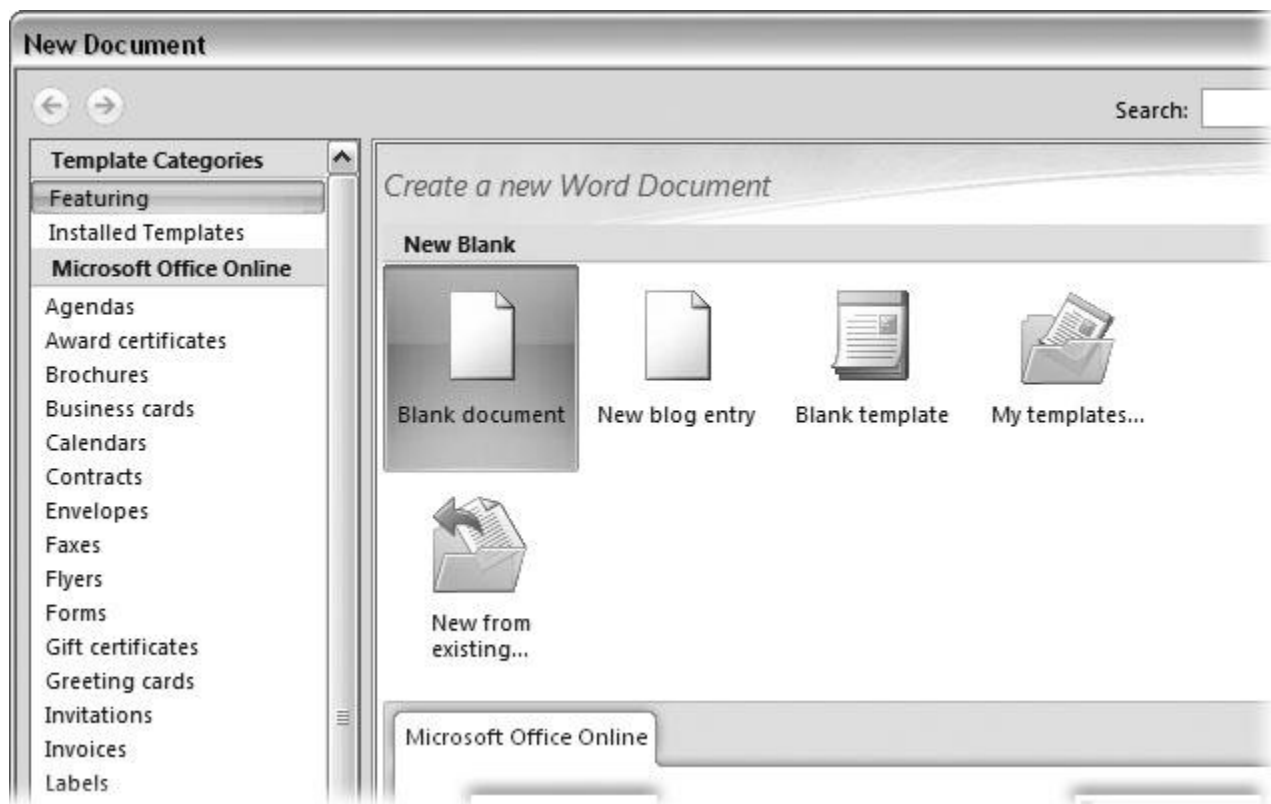 New Document
Search:
Template Categories
Featuring
Installed Templates
Microsoft Office Online
Agendas
Award certificates
Brochures
Business cards
Calendars
Contracts
Envelopes
Faxes
Flyers
Forms
Gift certificates
Greeting cards
Invitations
Invoices
Labels
Create a new Word Document
New Blank
Blank document
New blog entry
Blank template
My templates...
New from
existing...
Microsoft Office Online